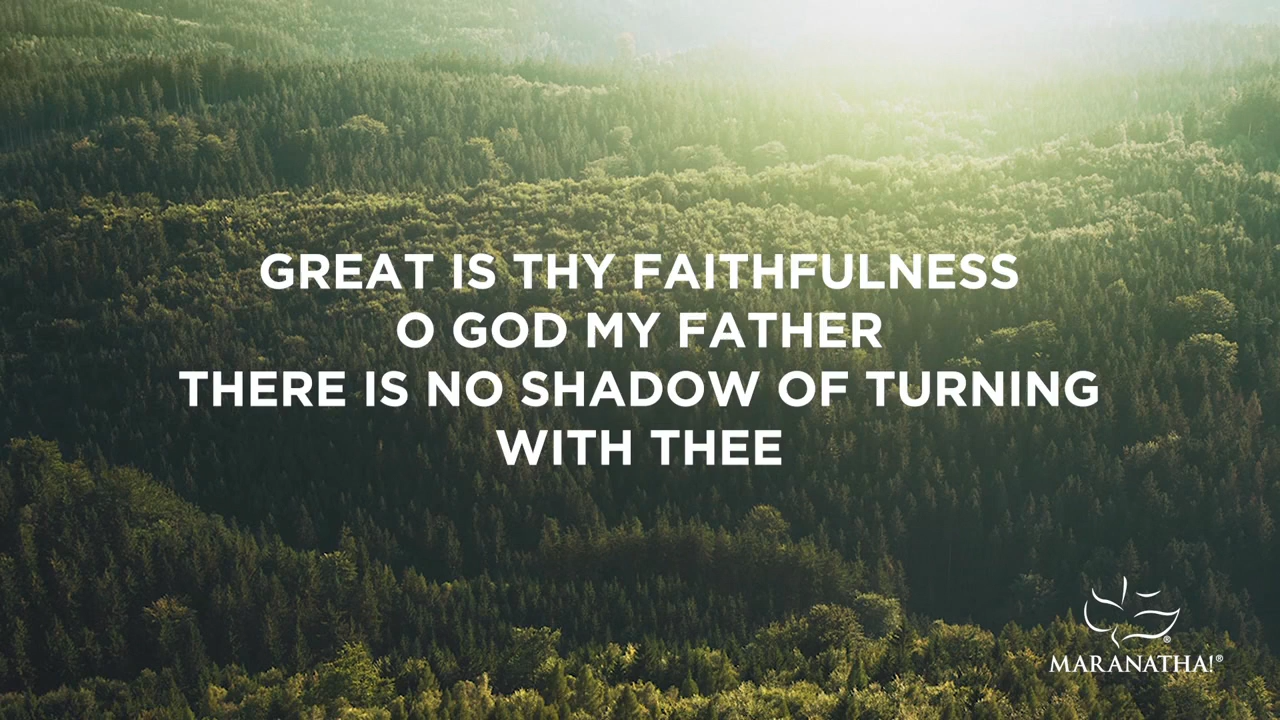 GREAT IS THY FAITHFULNESS
O GOD MY FATHER
THERE IS NO SHADOW OF TURNING
WITH THEE
®
MARANATHA!®